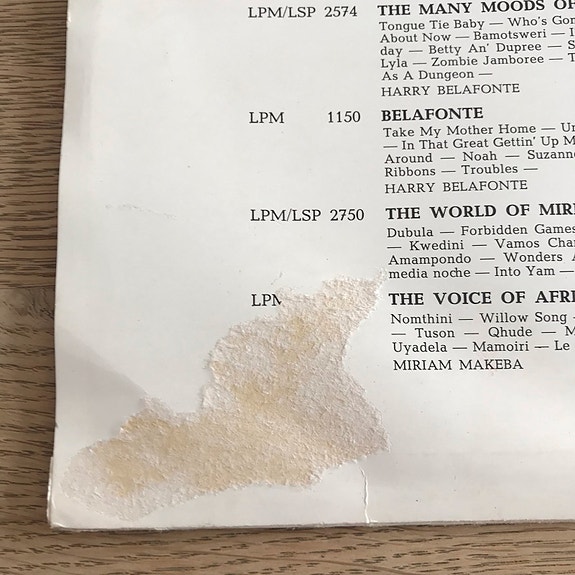 LPM/LSP 2574 THE MANY MOODS OF
Tongue Tie Baby — Who's Gon
About Now — Bamotsweri — I
day — Betty An' Dupree — S
Lyla — Zombie Jamboree — T
As A Dungeon —
HARRY BELAFONTE
LPM 1150 BELAFONTE
Take My Mother Home — Un
— In That Great Gettin' Up M
Around — Noah — Suzann
Ribbons — Troubles —
HARRY BELAFONTE
LPM/LSP 2750 THE WORLD OF MIRI
Dubula — Forbidden Games
— Kwedini — Vamos Cha
Amampondo — Wonders A
media noche — Into Yam —
LPM THE VOICE OF AFRI
Nomthini — Willow Song -
— Tuson — Qhude — M
Uyadela — Mamoiri — Le
MIRIAM MAKEBA